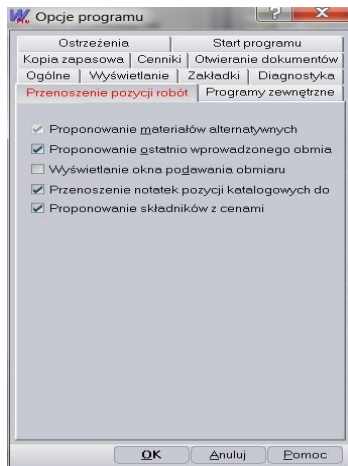 Opcje programu
Ostrzeżenia Start programu
Kopia zapasowa Cenniki Otwieranie dokumentów
Ogólne Wyświetlanie Zakładki Diagnostyka
Przenoszenie pozycji robót Programy zewnętrzne
Proponowanie materiałów alternatywnych
Proponowanie ostatnio wprowadzonego obmia
Wyświetlanie okna podawania obmiaru
Przenoszenie notatek pozycji katalogowych do
Proponowanie składników z cenami
OK Anuluj Pomoc